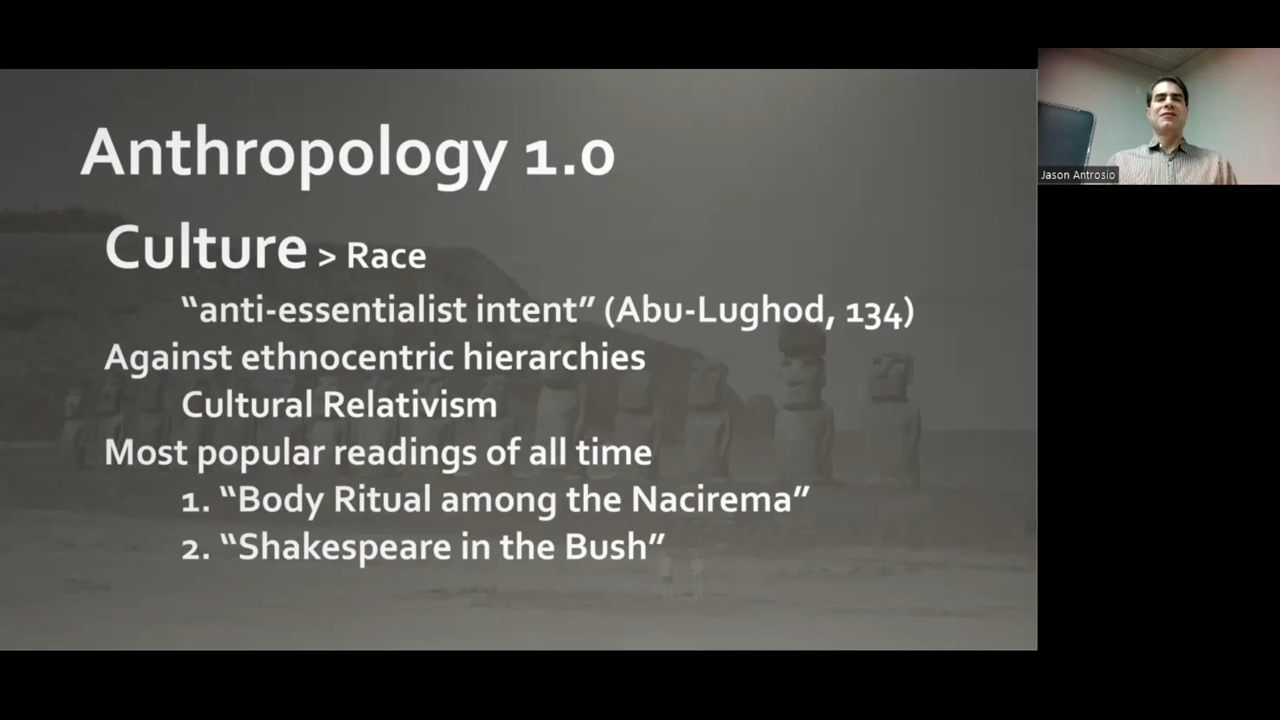 Anthropology 1.0
Culture > Race
“anti-essentialist intent” (Abu-Lughod, 134)
Against ethnocentric hierarchies
Cultural Relativism
Most popular readings of all time
1. “Body Ritual among the Nacirema”
2. “Shakespeare in the Bush”
Jason Antrosio